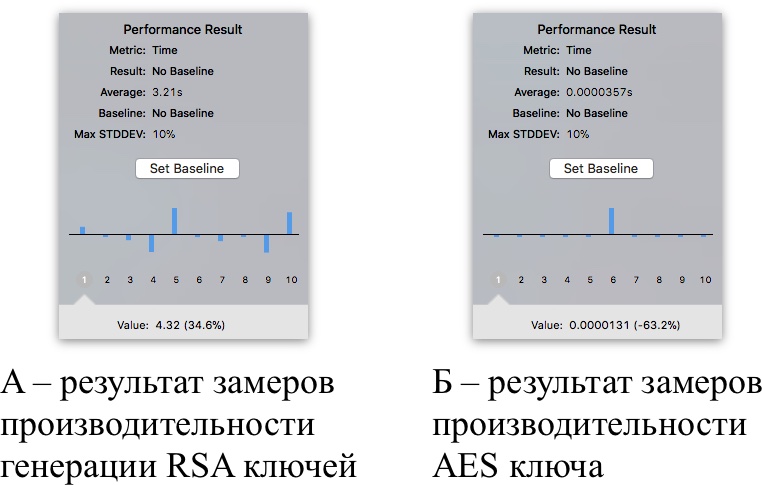 Performance Result
Metric: Time
Result: No Baseline
Average: 3.21s
Baseline: No Baseline
Max STDDEV: 10%
Set Baseline
1 2 3 4 5 6 7 8 9 10
Value: 4.32 (34.6%)
А – результат замеров
производительности
генерации RSA ключей
Performance Result
Metric: Time
Result: No Baseline
Average: 0.0000357s
Baseline: No Baseline
Max STDDEV: 10%
Set Baseline
1 2 3 4 5 6 7 8 9 10
Value: 0.0000131 (-63.2%)
Б – результат замеров
производительности
AES ключа